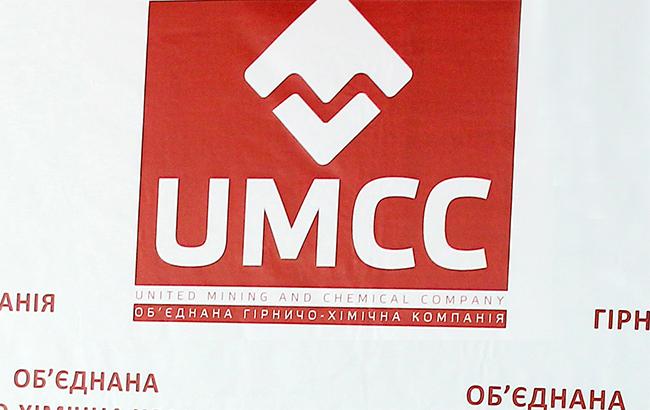 UMCC
UNITED MINING AND CHEMICAL COMPANY
ОБ'ЄДНАНА ГІРНИЧО-ХІМІЧНА КОМПАНІЯ
АНІЯ
ГІРН
ОБ'ЄДНАНА
ОБ'ЄДНАНА